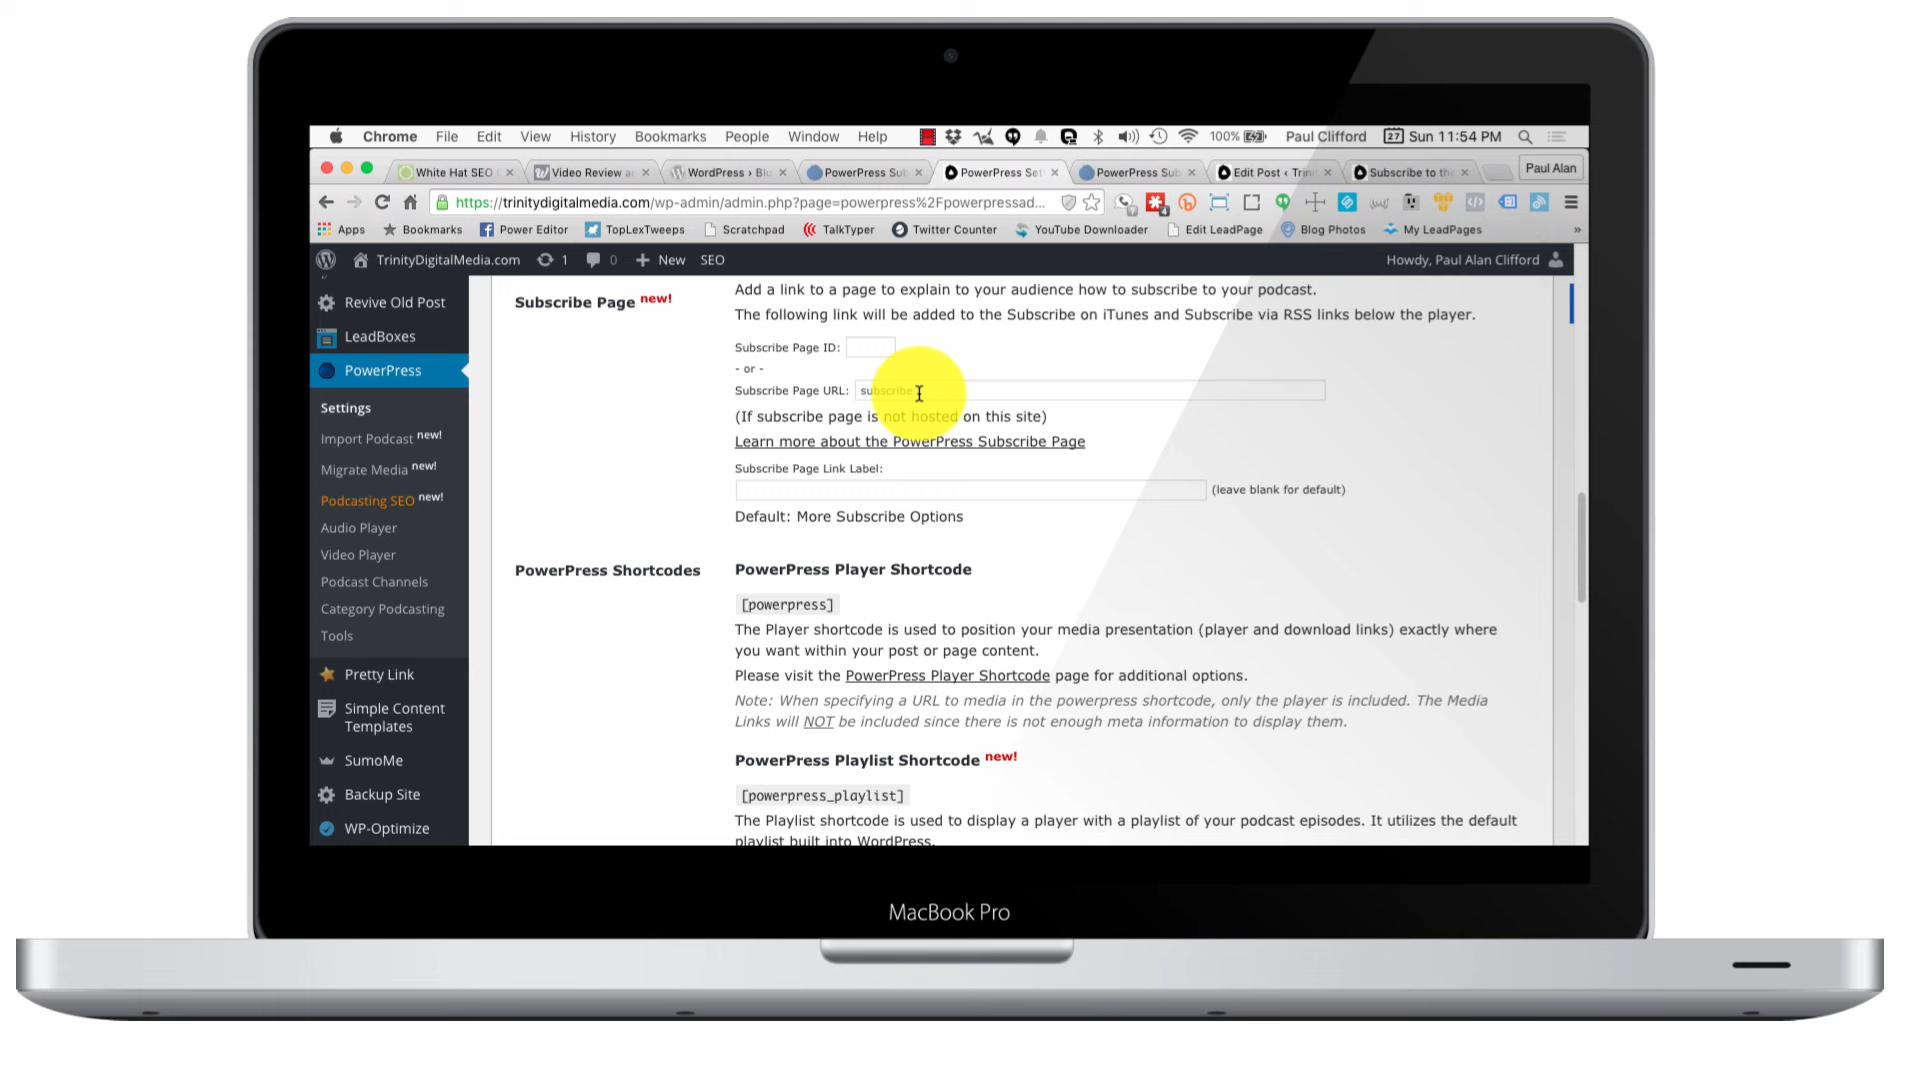 Chrome File Edit View History Bookmarks People Window Help 100% Paul Clifford 27 Sun 11:54 PM
White Hat SEO Video Review a WordPress › Blu PowerPress Sub PowerPress Set PowerPress Sub Edit Post ‹ Trini Subscribe to the Paul Alan
https://trinitydigitalmedia.com/wp-admin/admin.php?page=powerpress%2Fpowerpressad...
Apps Bookmarks Power Editor TopLexTweeps Scratchpad TalkTyper Twitter Counter YouTube Downloader Edit LeadPage Blog Photos My LeadPages »
TrinityDigitalMedia.com 1 0 New SEO Howdy, Paul Alan Clifford
Revive Old Post
LeadBoxes
PowerPress
Settings
Import Podcast new!
Migrate Media new!
Podcasting SEO new!
Audio Player
Video Player
Podcast Channels
Category Podcasting
Tools
Pretty Link
Simple Content
Templates
SumoMe
Backup Site
WP-Optimize
Subscribe Page new!
Add a link to a page to explain to your audience how to subscribe to your podcast.
The following link will be added to the Subscribe on iTunes and Subscribe via RSS links below the player.
Subscribe Page ID:
- or -
Subscribe Page URL: subscribe
(If subscribe page is not hosted on this site)
Learn more about the PowerPress Subscribe Page
Subscribe Page Link Label:
(leave blank for default)
Default: More Subscribe Options
PowerPress Shortcodes
PowerPress Player Shortcode
[powerpress]
The Player shortcode is used to position your media presentation (player and download links) exactly where
you want within your post or page content.
Please visit the PowerPress Player Shortcode page for additional options.
Note: When specifying a URL to media in the powerpress shortcode, only the player is included. The Media
Links will NOT be included since there is not enough meta information to display them.
PowerPress Playlist Shortcode new!
[powerpress_playlist]
The Playlist shortcode is used to display a player with a playlist of your podcast episodes. It utilizes the default
playlist built into WordPress.
MacBook Pro